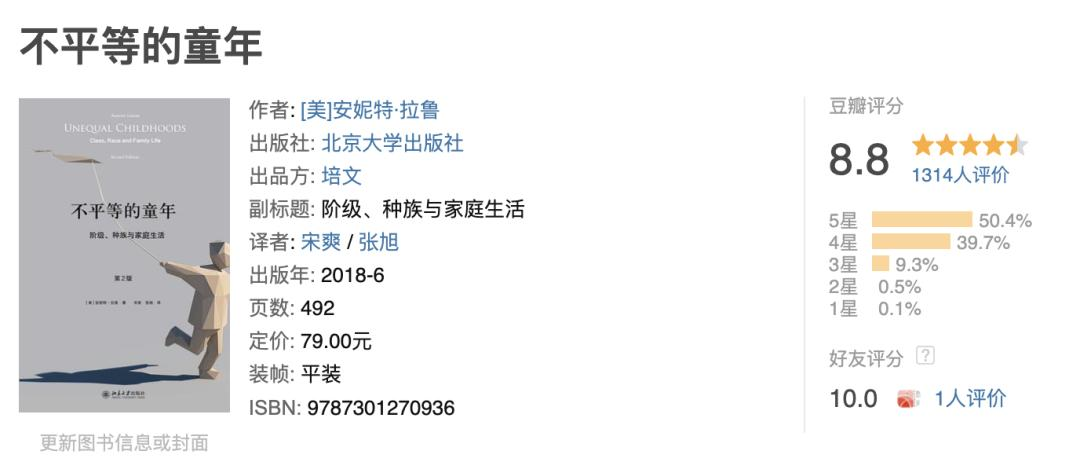 不平等的童年
Annette Lareau
UNEQUAL CHILDHOODS
Class, Race and Family Life
Second Edition
不平等的童年
阶级、种族与家庭生活
第2版
[美]安妮特·拉鲁 著 宋爽 张旭 译
北京大学出版社
更新图书信息或封面
作者: [美]安妮特·拉鲁
出版社: 北京大学出版社
出品方: 培文
副标题: 阶级、种族与家庭生活
译者: 宋爽 / 张旭
出版年: 2018-6
页数: 492
定价: 79.00元
装帧: 平装
ISBN: 9787301270936
豆瓣评分
8.8
1314人评价
5星 50.4%
4星 39.7%
3星 9.3%
2星 0.5%
1星 0.1%
好友评分 ?
10.0 1人评价